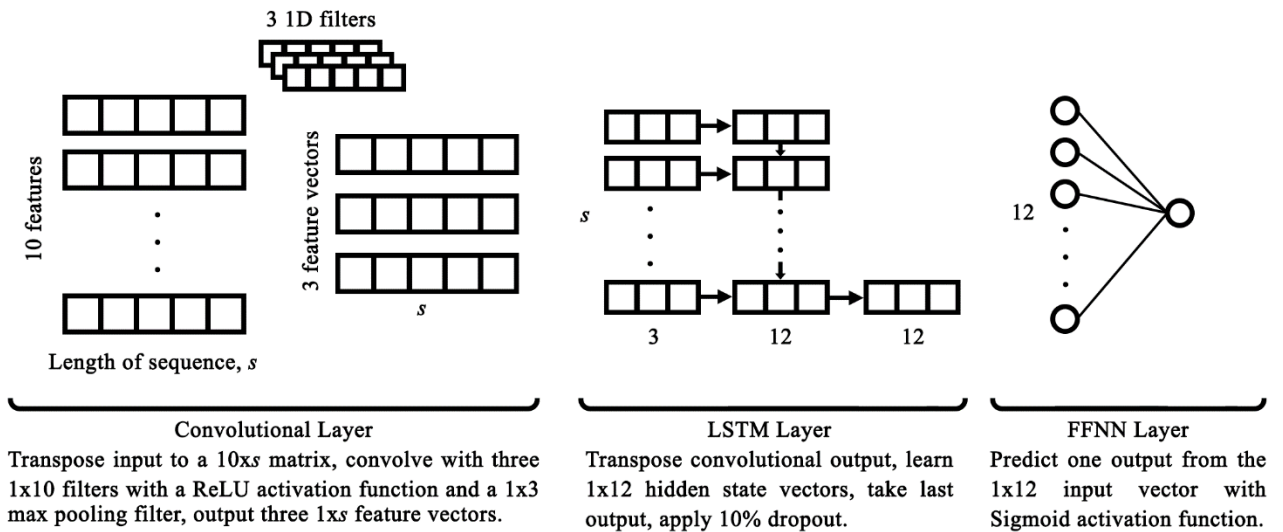 3 1D filters
10 features
3 feature vectors
s
Length of sequence, s
s
3
12
12
12
Convolutional Layer
Transpose input to a 10xs matrix, convolve with three
1x10 filters with a ReLU activation function and a 1x3
max pooling filter, output three 1xs feature vectors.
LSTM Layer
Transpose convolutional output, learn
1x12 hidden state vectors, take last
output, apply 10% dropout.
FFNN Layer
Predict one output from the
1x12 input vector with
Sigmoid activation function.